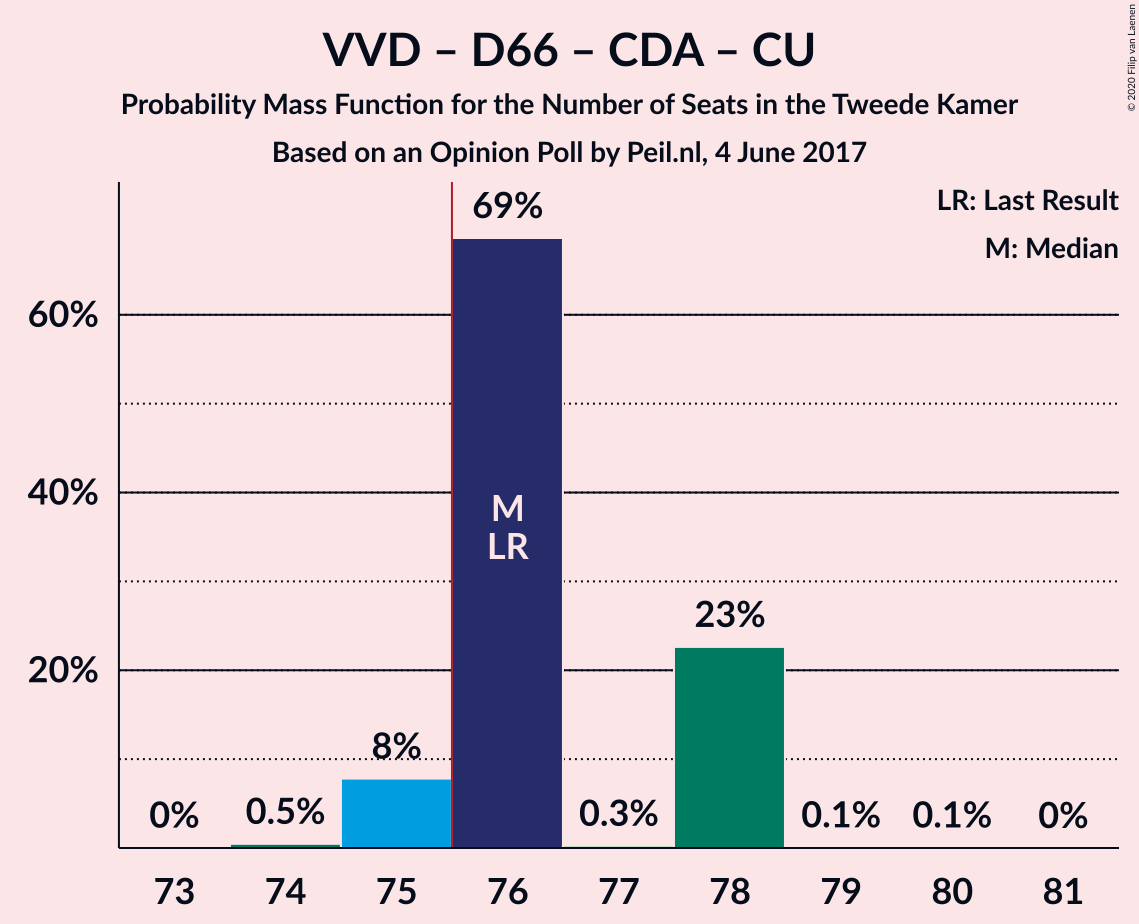 VVD – D66 – CDA – CU
Probability Mass Function for the Number of Seats in the Tweede Kamer
Based on an Opinion Poll by Peil.nl, 4 June 2017
© 2020 Filip van Laenen
LR: Last Result
M: Median
60%
40%
20%
0%
0.5%
8%
69%
M
LR
0.3%
23%
0.1%
0.1%
0%
73
74
75
76
77
78
79
80
81